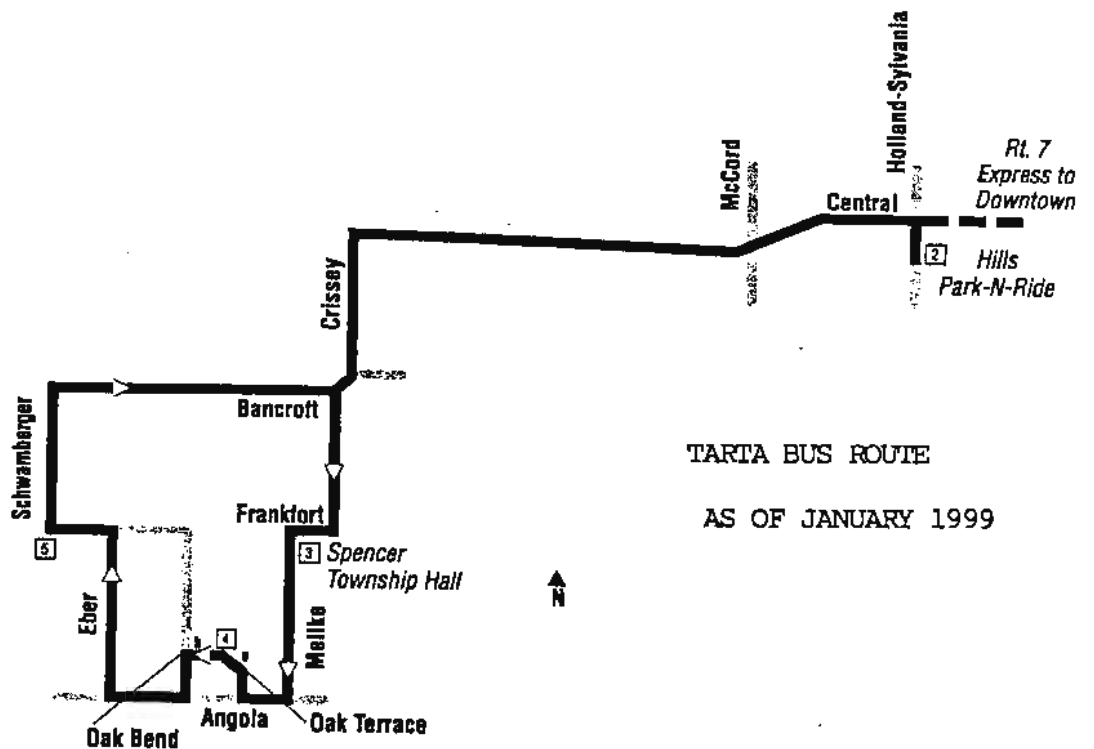 Holland-Sylvania
McCord
Rt. 7
Express to
Downtown
Central
2
Hills
Park-N-Ride
Crissey
Bancroft
Schwamberger
TARTA BUS ROUTE
AS OF JANUARY 1999
Frankfort
5
3
Spencer
Township Hall
N
Eber
4
Meilke
Angola
Oak Terrace
Oak Bend